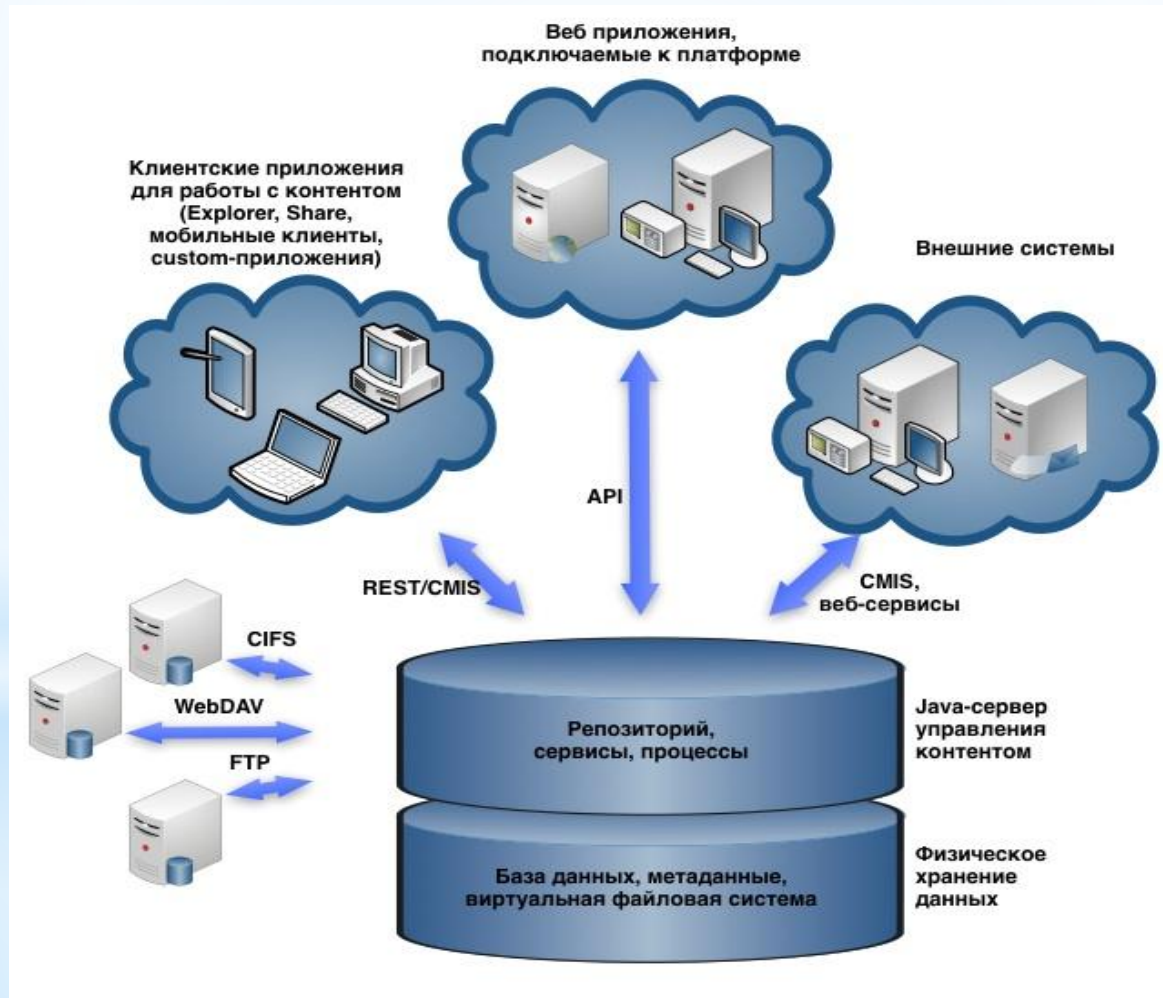 Веб приложения,
подключаемые к платформе
Клиентские приложения
для работы с контентом
(Explorer, Share,
мобильные клиенты,
custom-приложения)
Внешние системы
API
REST/CMIS
CMIS,
веб-сервисы
CIFS
WebDAV
FTP
Репозиторий,
сервисы, процессы
Java-сервер
управления
контентом
База данных, метаданные,
виртуальная файловая система
Физическое
хранение
данных